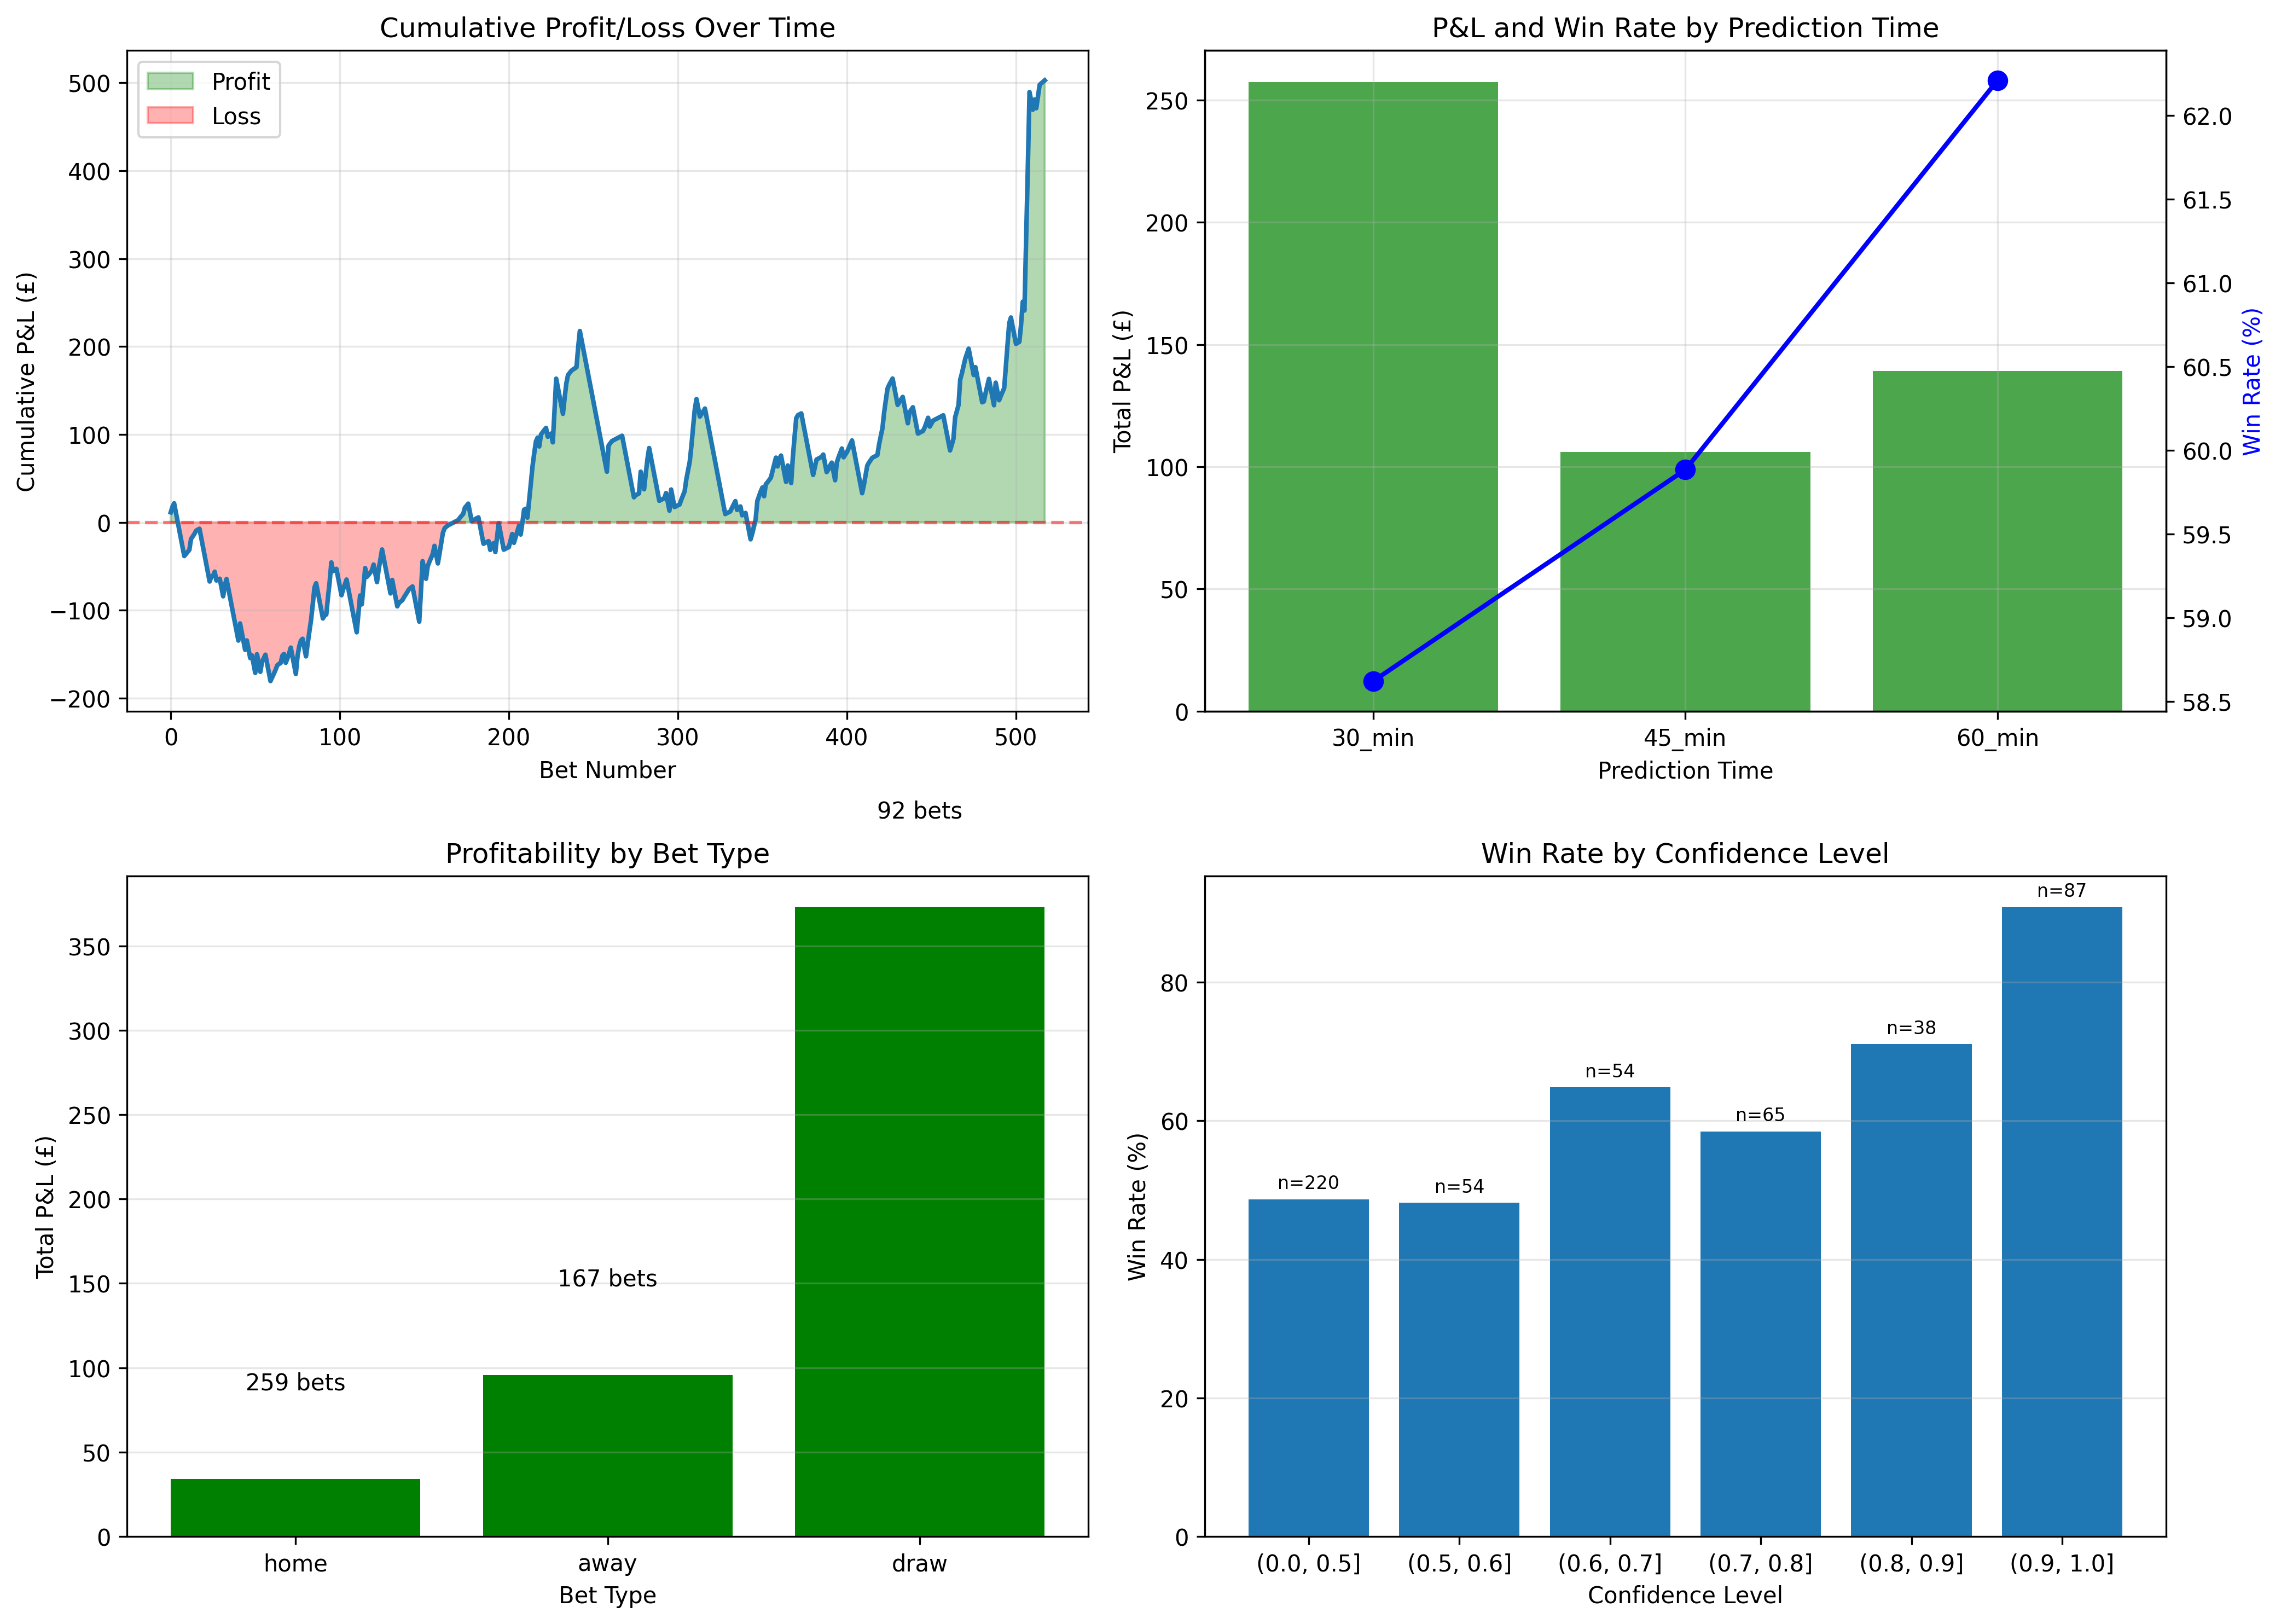 Cumulative Profit/Loss Over Time
Profit
Loss
500
400
300
200
100
0
−100
−200
Cumulative P&L (£)
0 100 200 300 400 500
Bet Number
P&L and Win Rate by Prediction Time
250
200
150
100
50
0
Total P&L (£)
62.0
61.5
61.0
60.5
60.0
59.5
59.0
58.5
Win Rate (%)
30_min 45_min 60_min
Prediction Time
92 bets
Profitability by Bet Type
350
300
250
200
150
100
50
0
Total P&L (£)
167 bets
259 bets
home away draw
Bet Type
Win Rate by Confidence Level
80
60
40
20
0
Win Rate (%)
n=220
n=54
n=54
n=65
n=38
n=87
(0.0, 0.5] (0.5, 0.6] (0.6, 0.7] (0.7, 0.8] (0.8, 0.9] (0.9, 1.0]
Confidence Level